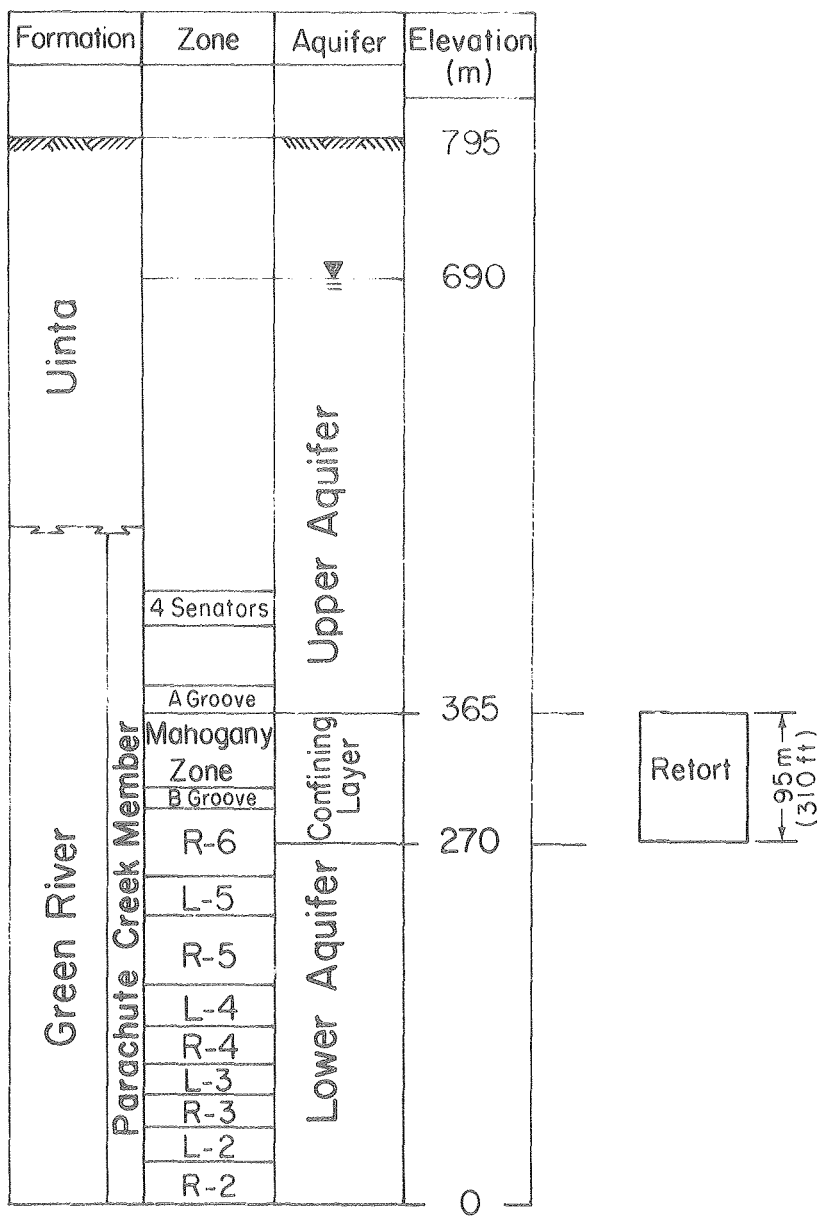 Formation
Zone
Aquifer
Elevation
(m)
795
690
Uinta
Upper Aquifer
4 Senators
A Groove
365
Mahogany
Zone
Confining
Layer
Retort
95m
(310 ft)
B Groove
R-6
270
Green River
Parachute Creek Member
Lower Aquifer
L-5
R-5
L-4
R-4
L-3
R-3
L-2
R-2
0